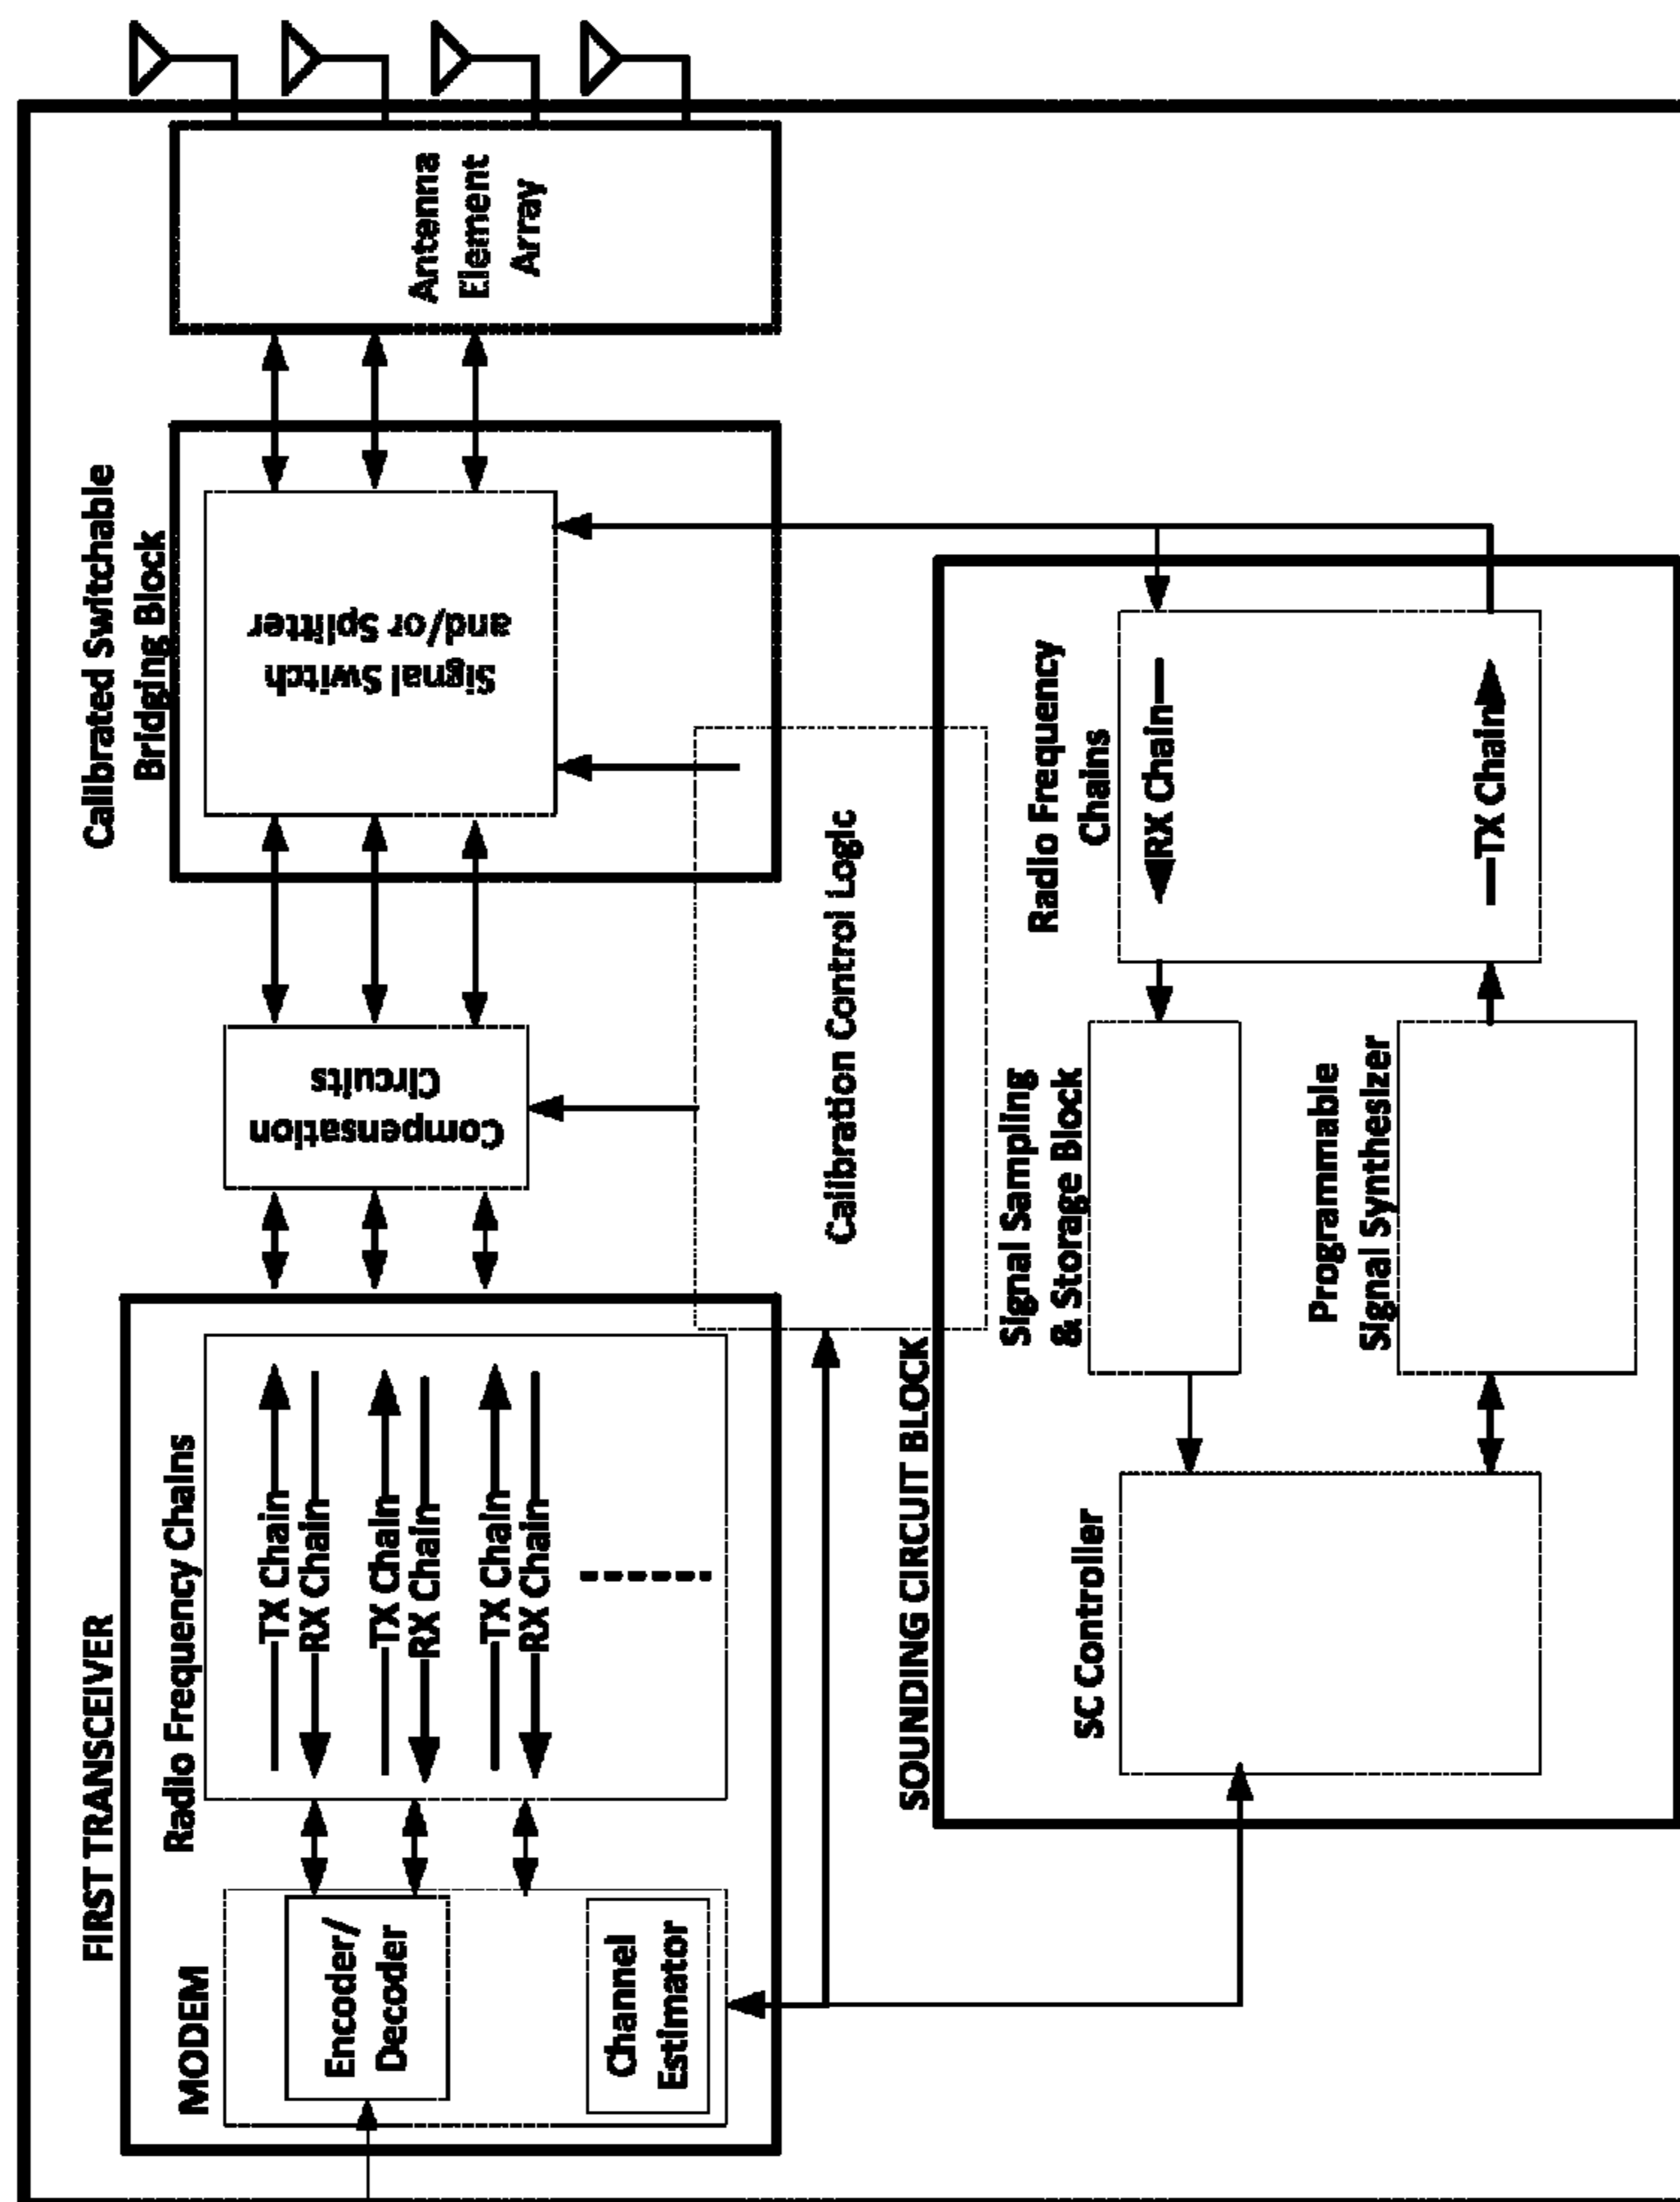 FIRST TRANSCEIVER
MODEM
Encoder/
Decoder
Channel
Estimator
Radio Frequency Chains
TX Chain
RX Chain
TX Chain
RX Chain
TX Chain
RX Chain
Compensation
Circuits
Calibrated Switchable
Bridging Block
Signal Switch
and/or Splitter
Antenna
Element
Array
Calibration Control Logic
SOUNDING CIRCUIT BLOCK
SC Controller
Signal Sampling
& Storage Block
Programmable
Signal Synthesizer
Radio Frequency
Chains
RX Chain
TX Chain